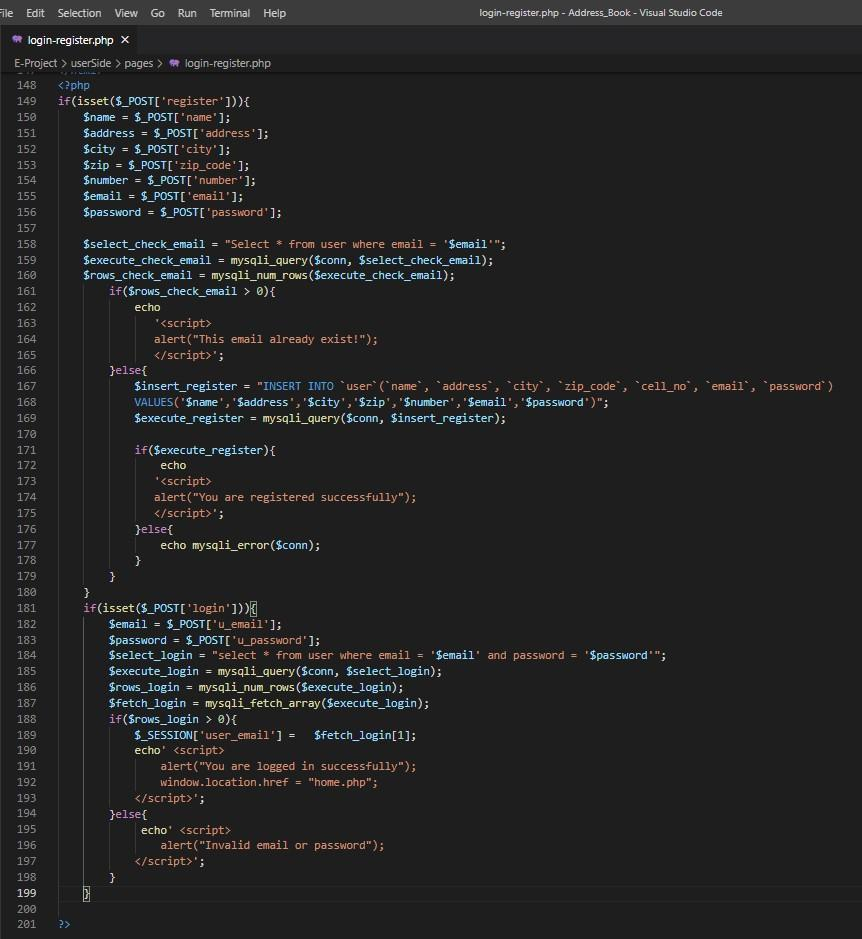 File Edit Selection View Go Run Terminal Help login-register.php - Address_Book - Visual Studio Code
login-register.php ×
E-Project > userSide > pages > login-register.php
147 </html>
148 <?php
149 if(isset($_POST['register'])){
150 $name = $_POST['name'];
151 $address = $_POST['address'];
152 $city = $_POST['city'];
153 $zip = $_POST['zip_code'];
154 $number = $_POST['number'];
155 $email = $_POST['email'];
156 $password = $_POST['password'];
157
158 $select_check_email = "Select * from user where email = '$email'";
159 $execute_check_email = mysqli_query($conn, $select_check_email);
160 $rows_check_email = mysqli_num_rows($execute_check_email);
161 if($rows_check_email > 0){
162 echo
163 '<script>
164 alert("This email already exist!");
165 </script>';
166 }else{
167 $insert_register = "INSERT INTO `user`(`name`, `address`, `city`, `zip_code`, `cell_no`, `email`, `password`)
168 VALUES('$name','$address','$city','$zip','$number','$email','$password')";
169 $execute_register = mysqli_query($conn, $insert_register);
170
171 if($execute_register){
172 echo
173 '<script>
174 alert("You are registered successfully");
175 </script>';
176 }else{
177 echo mysqli_error($conn);
178 }
179 }
180 }
181 if(isset($_POST['login'])){
182 $email = $_POST['u_email'];
183 $password = $_POST['u_password'];
184 $select_login = "select * from user where email = '$email' and password = '$password'";
185 $execute_login = mysqli_query($conn, $select_login);
186 $rows_login = mysqli_num_rows($execute_login);
187 $fetch_login = mysqli_fetch_array($execute_login);
188 if($rows_login > 0){
189 $_SESSION['user_email'] = $fetch_login[1];
190 echo' <script>
191 alert("You are logged in successfully");
192 window.location.href = "home.php";
193 </script>';
194 }else{
195 echo' <script>
196 alert("Invalid email or password");
197 </script>';
198 }
199 }
200
201 ?>